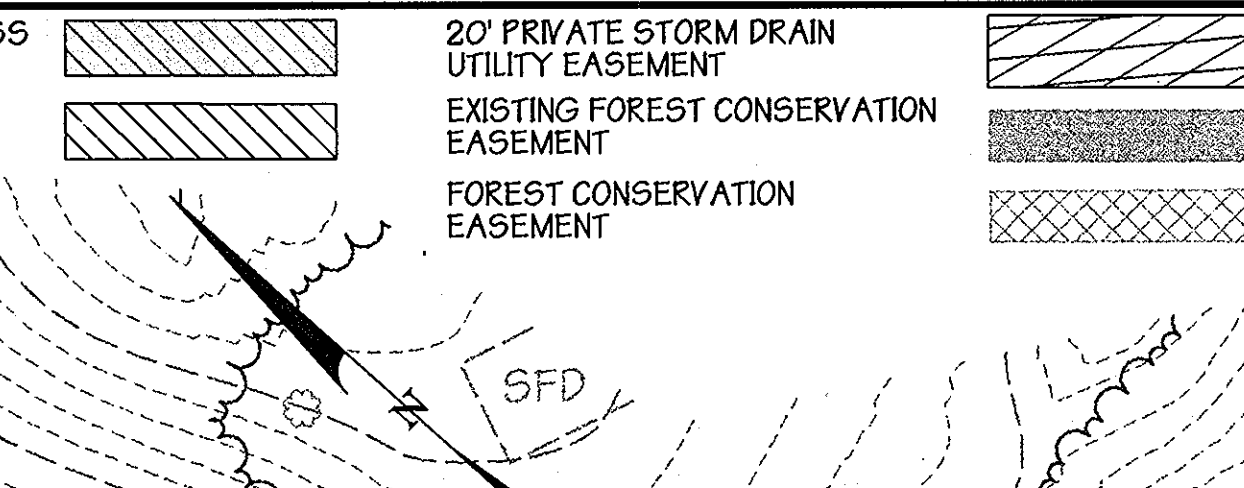 SS
20' PRIVATE STORM DRAIN
UTILITY EASEMENT
EXISTING FOREST CONSERVATION
EASEMENT
FOREST CONSERVATION
EASEMENT
SFD
N